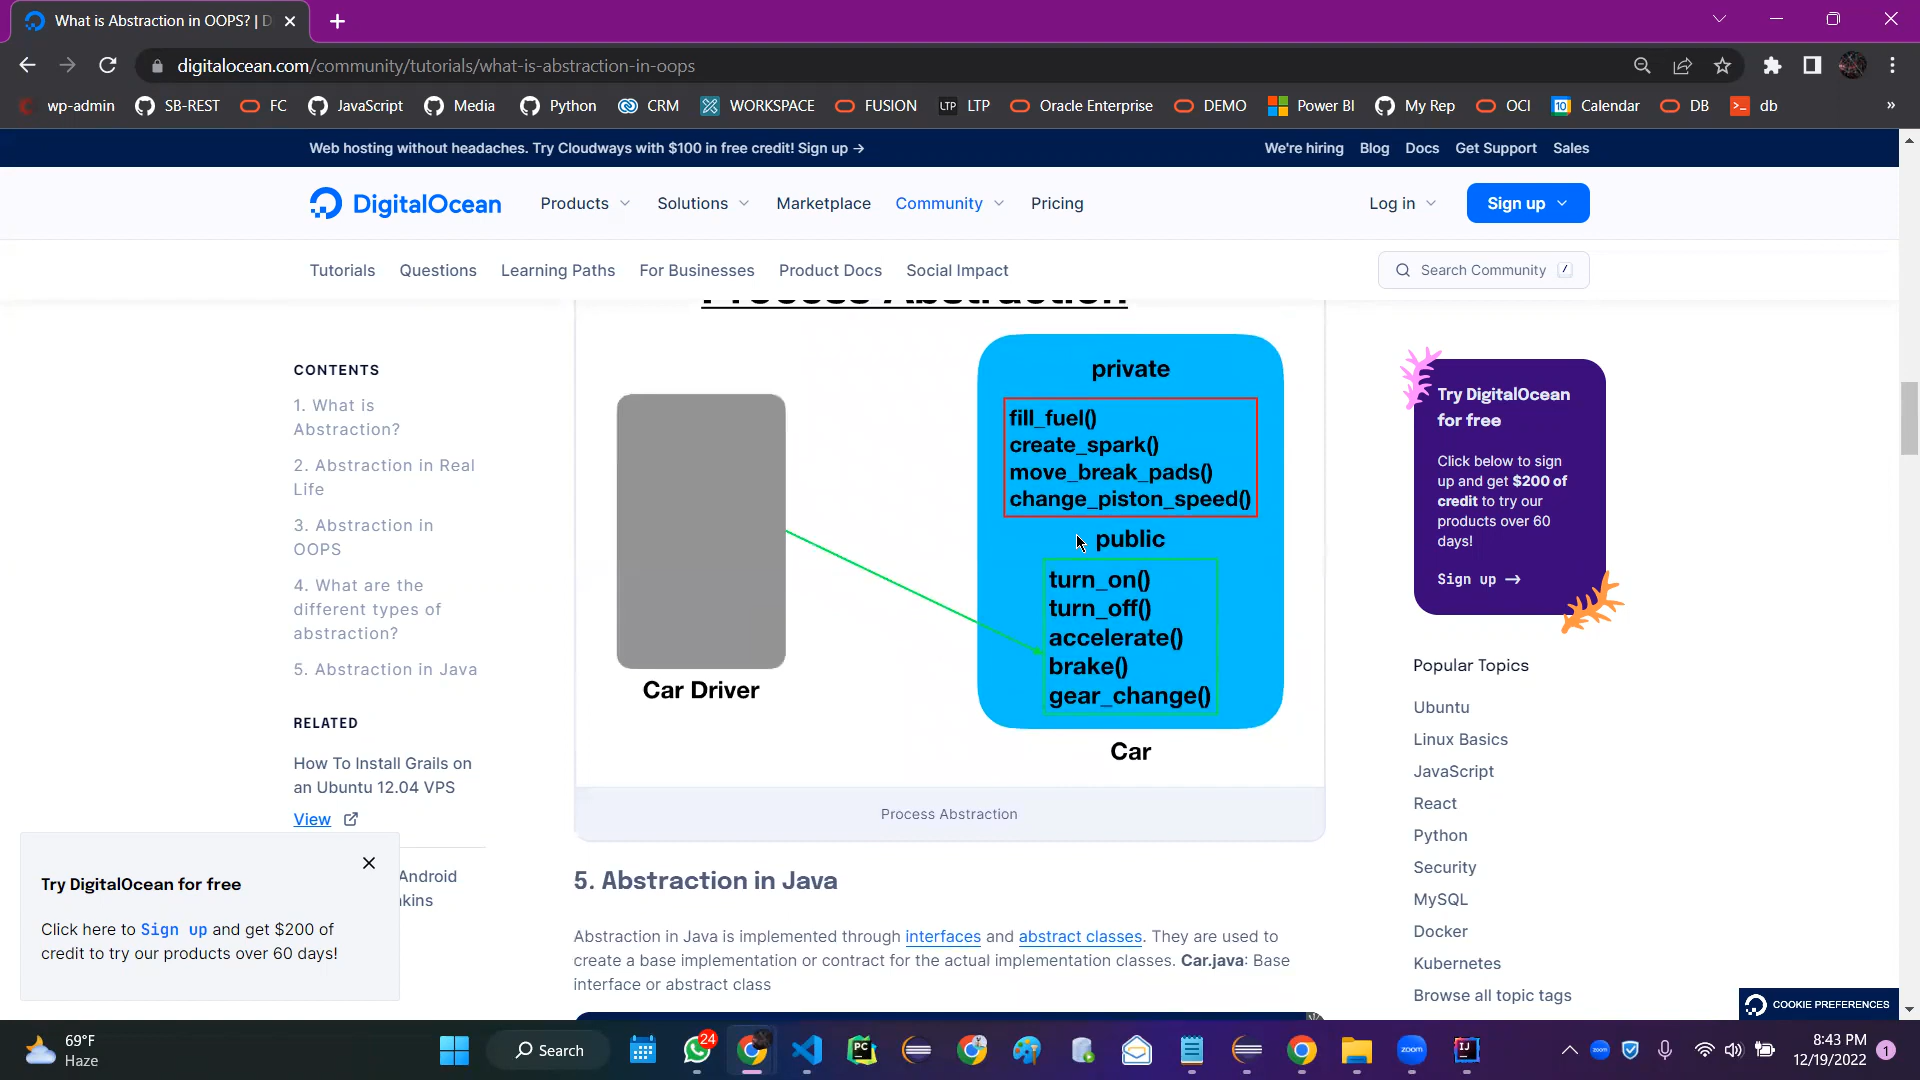 What is Abstraction in OOPS? | D
digitalocean.com/community/tutorials/what-is-abstraction-in-oops
wp-admin SB-REST FC JavaScript Media Python CRM WORKSPACE FUSION LTP LTP Oracle Enterprise DEMO Power BI My Rep OCI 10 Calendar DB db »
Web hosting without headaches. Try Cloudways with $100 in free credit! Sign up →
We're hiring Blog Docs Get Support Sales
DigitalOcean Products Solutions Marketplace Community Pricing Log in Sign up
Tutorials Questions Learning Paths For Businesses Product Docs Social Impact Search Community /
Process Abstraction
CONTENTS
1. What is
Abstraction?
2. Abstraction in Real
Life
3. Abstraction in
OOPS
4. What are the
different types of
abstraction?
5. Abstraction in Java
RELATED
How To Install Grails on
an Ubuntu 12.04 VPS
View
Android
kins
Try DigitalOcean for free
Click here to Sign up and get $200 of
credit to try our products over 60 days!
private
fill_fuel()
create_spark()
move_break_pads()
change_piston_speed()
public
turn_on()
turn_off()
accelerate()
brake()
gear_change()
Car Driver
Car
Process Abstraction
5. Abstraction in Java
Abstraction in Java is implemented through interfaces and abstract classes. They are used to
create a base implementation or contract for the actual implementation classes. Car.java: Base
interface or abstract class
Try DigitalOcean
for free
Click below to sign
up and get $200 of
credit to try our
products over 60
days!
Sign up →
Popular Topics
Ubuntu
Linux Basics
JavaScript
React
Python
Security
MySQL
Docker
Kubernetes
Browse all topic tags
COOKIE PREFERENCES
69°F
Haze
Search
24
PC
zoom
zoom
IJ
8:43 PM
12/19/2022
1